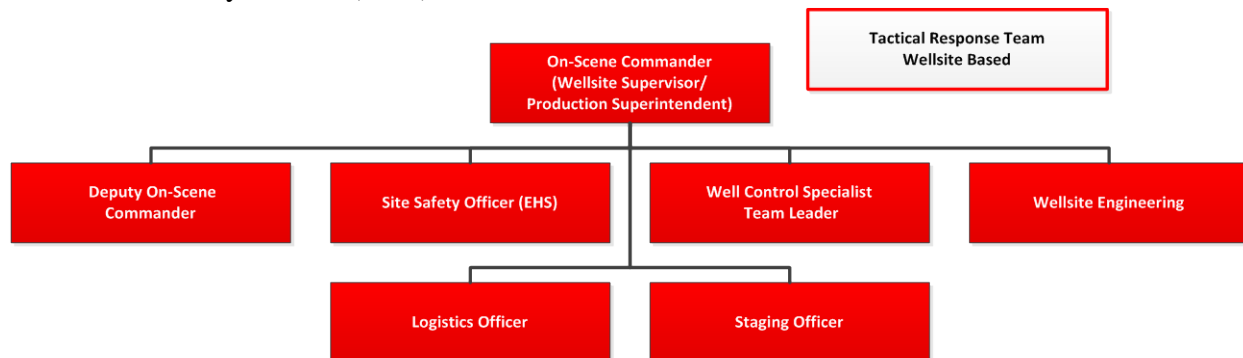 Tactical Response Team
Wellsite Based
On-Scene Commander
(Wellsite Supervisor/
Production Superintendent)
Deputy On-Scene
Commander
Site Safety Officer (EHS)
Well Control Specialist
Team Leader
Wellsite Engineering
Logistics Officer
Staging Officer